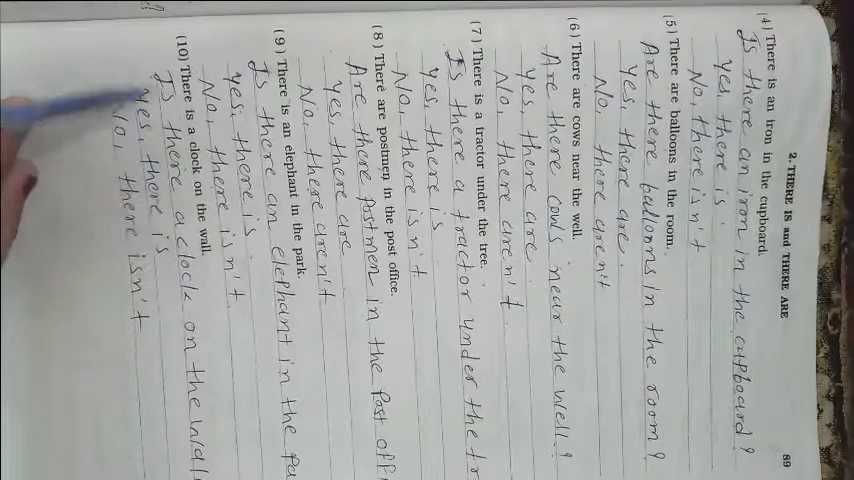 2. THERE IS and THERE ARE 89
(4) There is an iron in the cupboard.
Is there an iron in the cupboard?
Yes, there is.
No, there isn't
(5) There are balloons in the room.
Are there balloons in the room?
Yes, there are.
No, there aren't
(6) There are cows near the well.
Are there cows near the well?
Yes, there are.
No, there aren't.
(7) There is a tractor under the tree.
Is there a tractor under the tr
Yes, there is
No, there isn't
(8) There are postmen in the post office.
Are there postmen in the post offi
Yes, there are
No, there aren't
(9) There is an elephant in the park.
Is there an elephant in the pa
Yes, there is.
No, there isn't.
(10) There is a clock on the wall.
Is there a clock on the wall
Yes, there is
No, there isn't